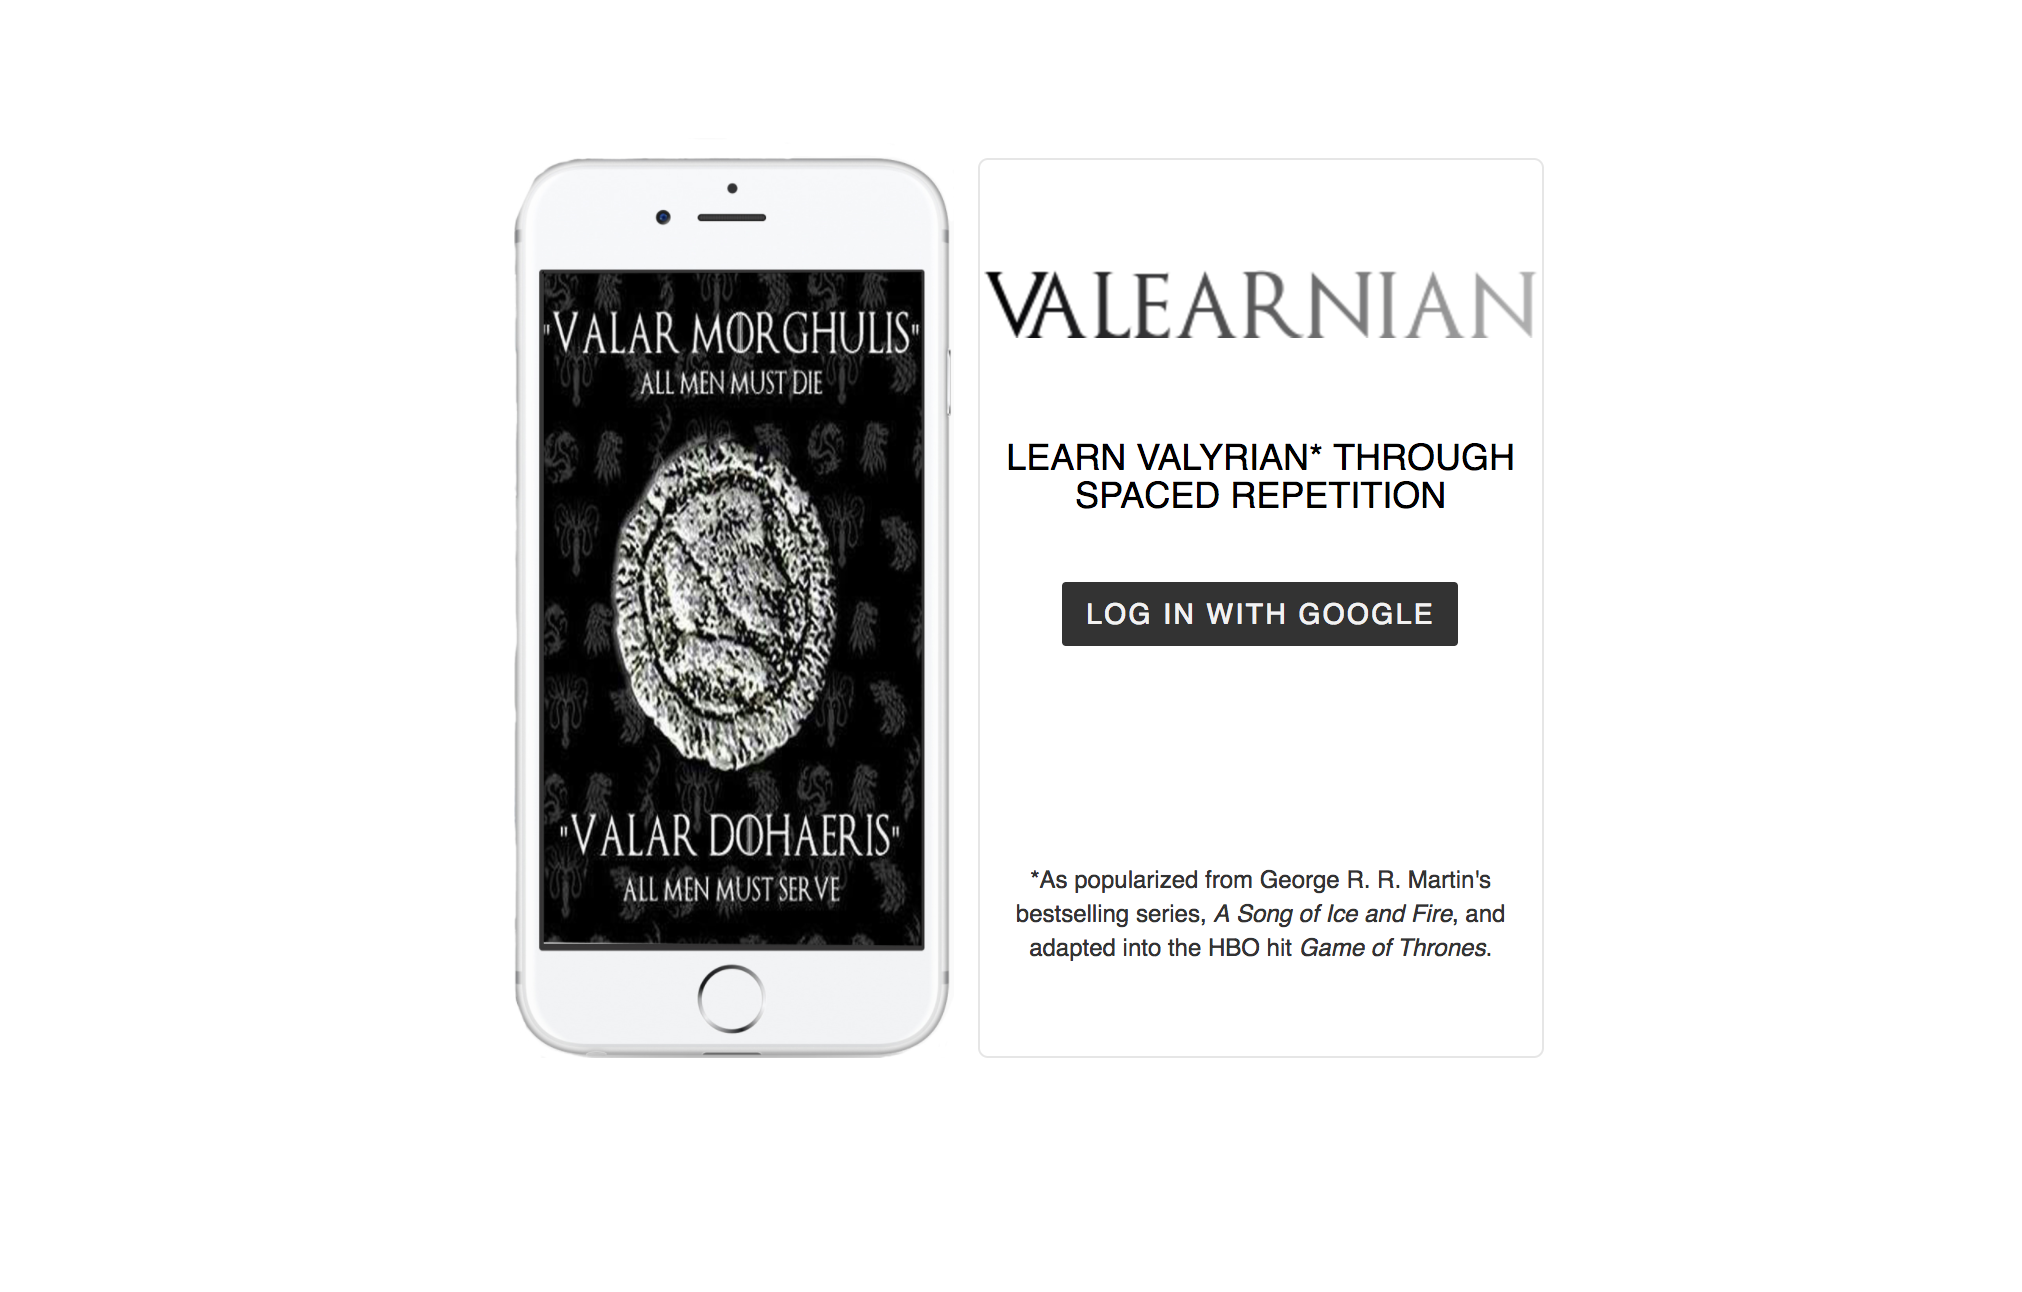 "VALAR MORGHULIS"
ALL MEN MUST DIE
"VALAR DOHAERIS"
ALL MEN MUST SERVE
VALEARNIAN
LEARN VALYRIAN* THROUGH
SPACED REPETITION
LOG IN WITH GOOGLE
*As popularized from George R. R. Martin's
bestselling series, A Song of Ice and Fire, and
adapted into the HBO hit Game of Thrones.